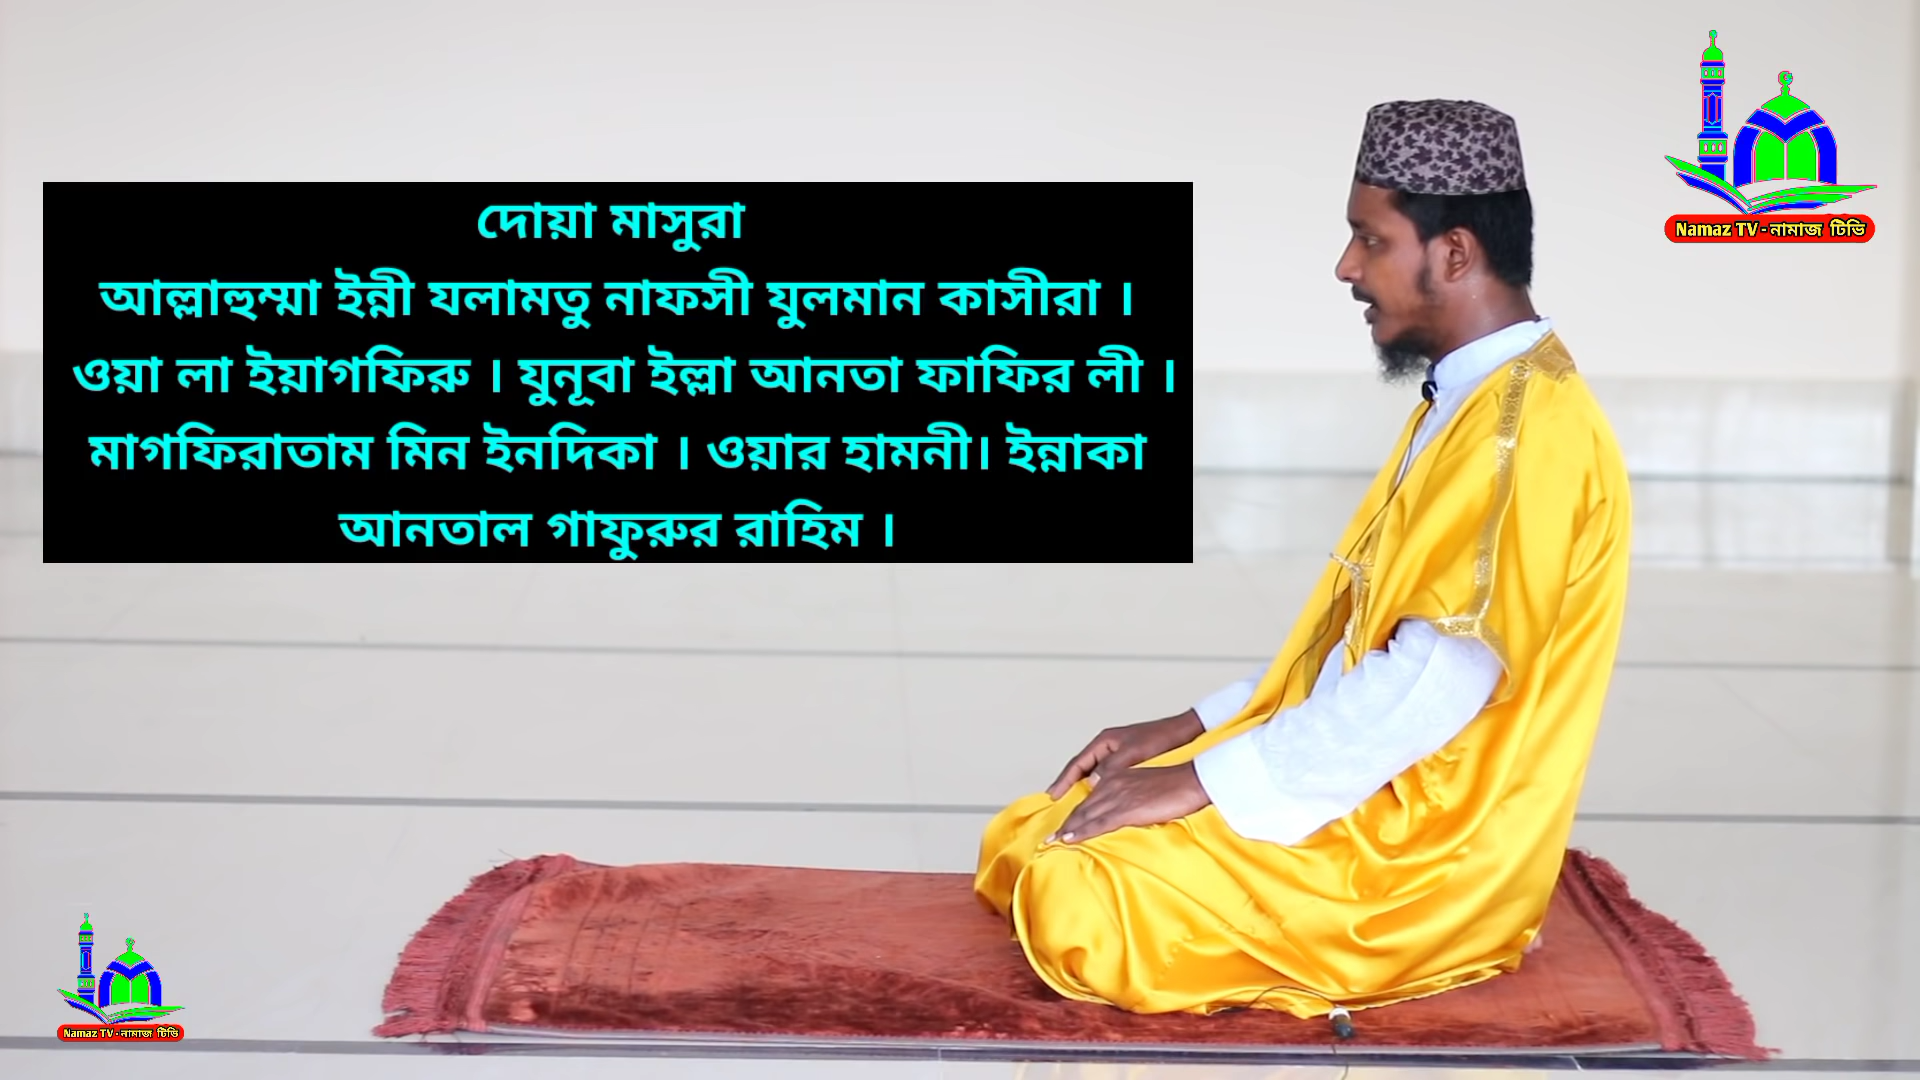 দোয়া মাসুরা
আল্লাহুম্মা ইন্নী যলামতু নাফসী যুলমান কাসীরা ।
ওয়া লা ইয়াগফিরু । যুনূবা ইল্লা আনতা ফাফির লী ।
মাগফিরাতাম মিন ইনদিকা । ওয়ার হামনী। ইন্নাকা
আনতাল গাফুরুর রাহিম ।
Namaz TV - নামাজ টিভি
Namaz TV - নামাজ টিভি